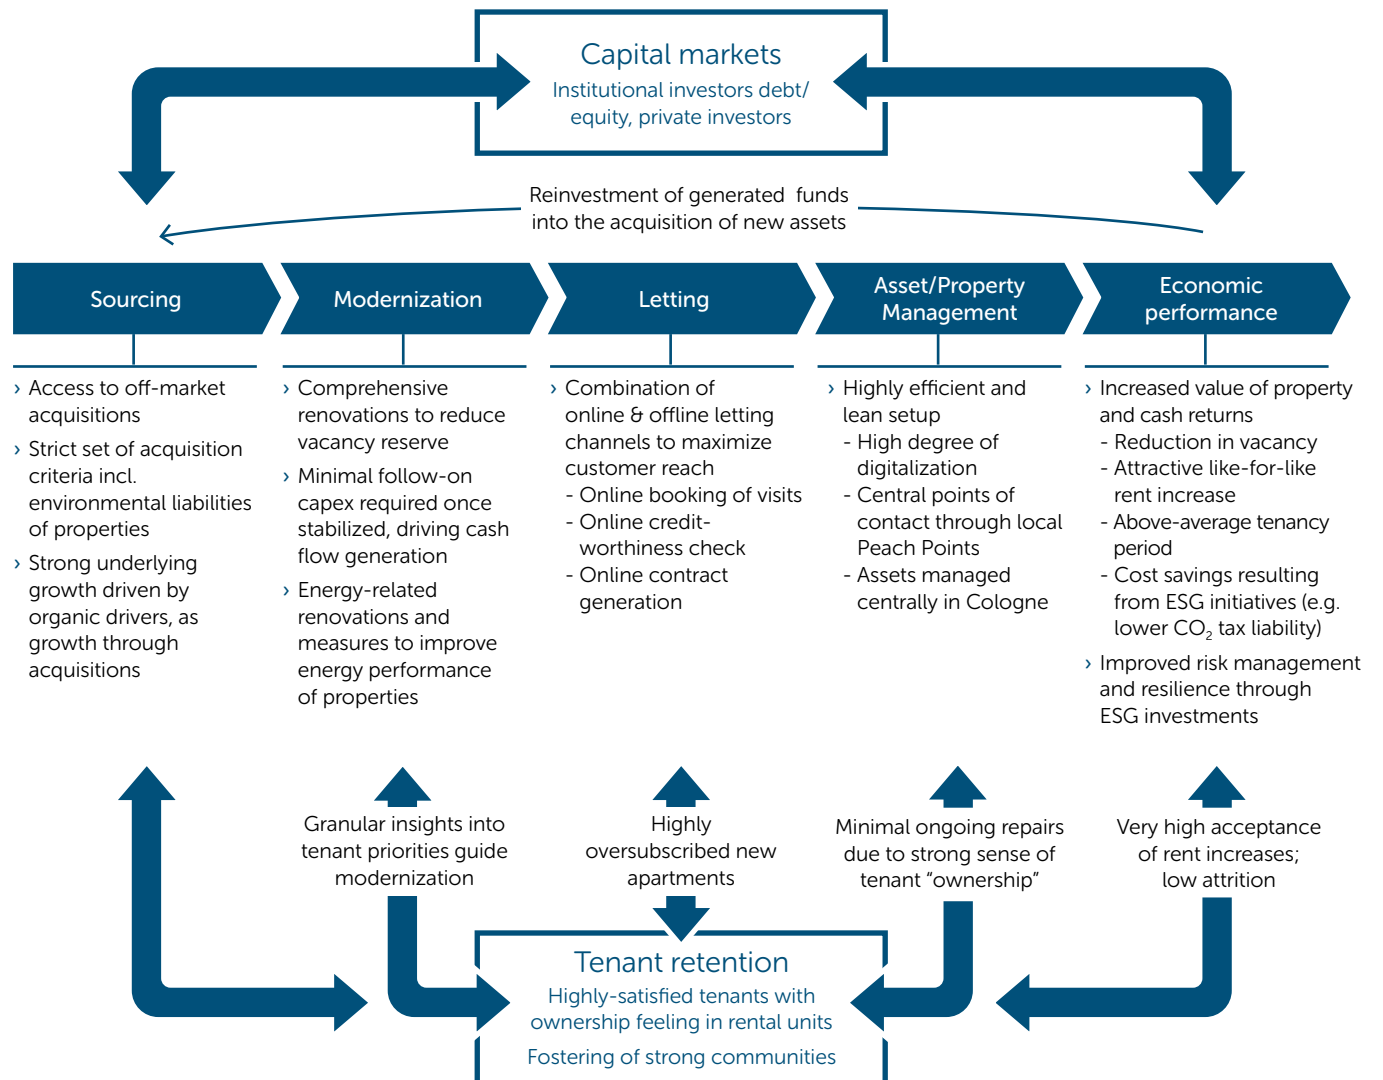 Capital markets
Institutional investors debt/
equity, private investors
Reinvestment of generated funds
into the acquisition of new assets
Sourcing
Modernization
Letting
Asset/Property
Management
Economic
performance
› Access to off-market
acquisitions
› Strict set of acquisition
criteria incl.
environmental liabilities
of properties
› Strong underlying
growth driven by
organic drivers, as
growth through
acquisitions
› Comprehensive
renovations to reduce
vacancy reserve
› Minimal follow-on
capex required once
stabilized, driving cash
flow generation
› Energy-related
renovations and
measures to improve
energy performance
of properties
› Combination of
online & offline letting
channels to maximize
customer reach
- Online booking of visits
- Online credit-
worthiness check
- Online contract
generation
› Highly efficient and
lean setup
- High degree of
digitalization
- Central points of
contact through local
Peach Points
- Assets managed
centrally in Cologne
› Increased value of property
and cash returns
- Reduction in vacancy
- Attractive like-for-like
rent increase
- Above-average tenancy
period
- Cost savings resulting
from ESG initiatives (e.g.
lower CO₂ tax liability)
› Improved risk management
and resilience through
ESG investments
Granular insights into
tenant priorities guide
modernization
Highly
oversubscribed new
apartments
Minimal ongoing repairs
due to strong sense of
tenant “ownership”
Very high acceptance
of rent increases;
low attrition
Tenant retention
Highly-satisfied tenants with
ownership feeling in rental units
Fostering of strong communities